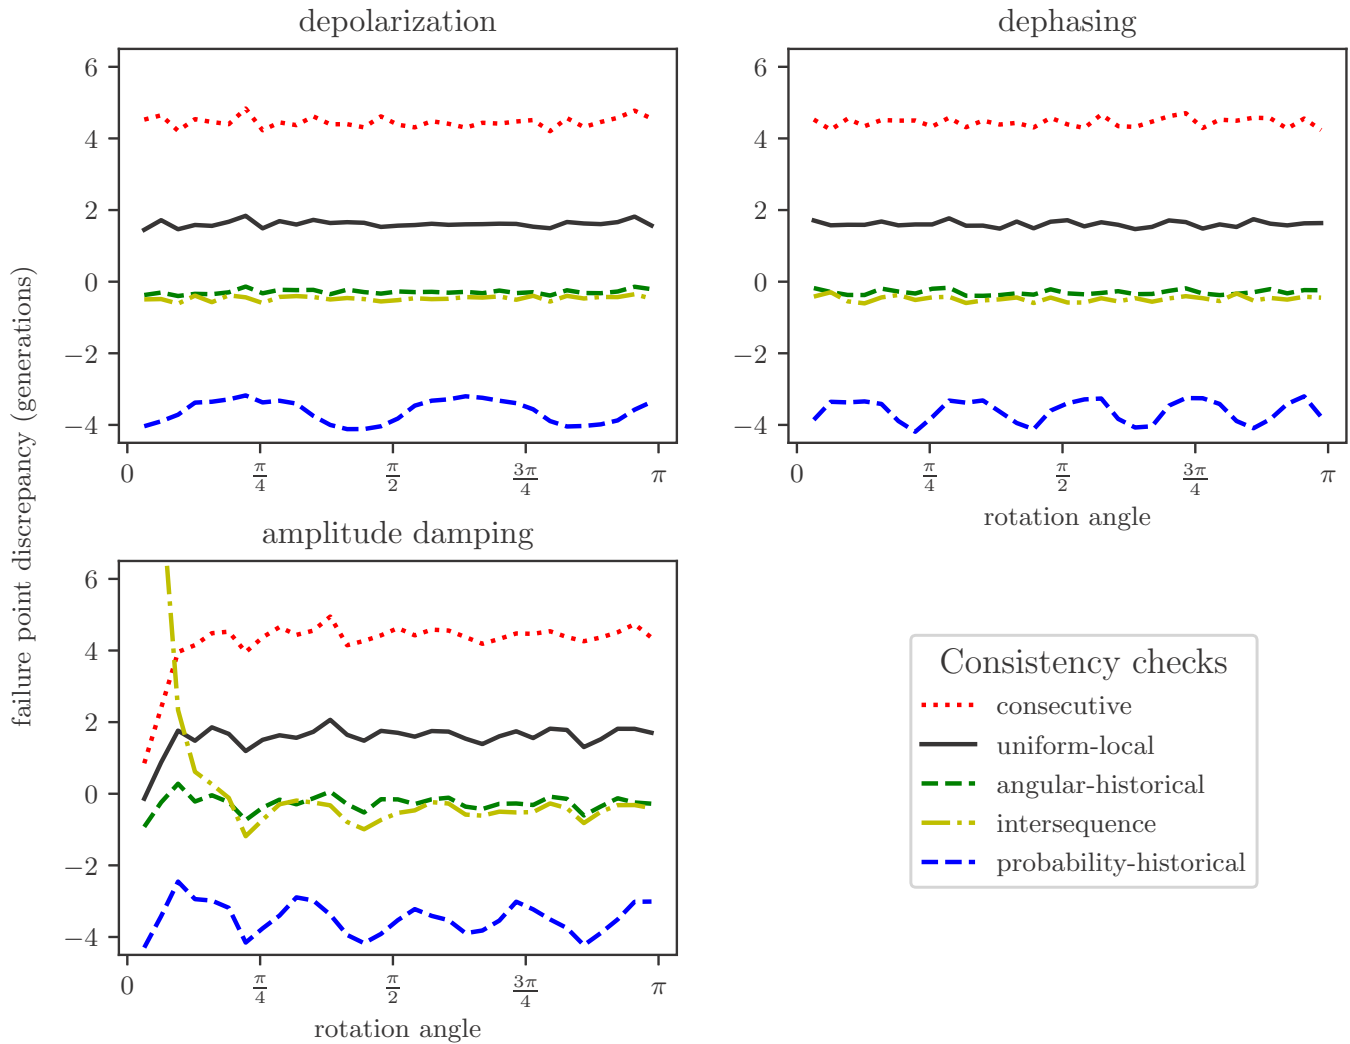 depolarization
6
4
2
0
−2
−4
0 π/4 π/2 3π/4 π
dephasing
6
4
2
0
−2
−4
0 π/4 π/2 3π/4 π
rotation angle
failure point discrepancy (generations)
amplitude damping
6
4
2
0
−2
−4
0 π/4 π/2 3π/4 π
rotation angle
Consistency checks
consecutive
uniform-local
angular-historical
intersequence
probability-historical